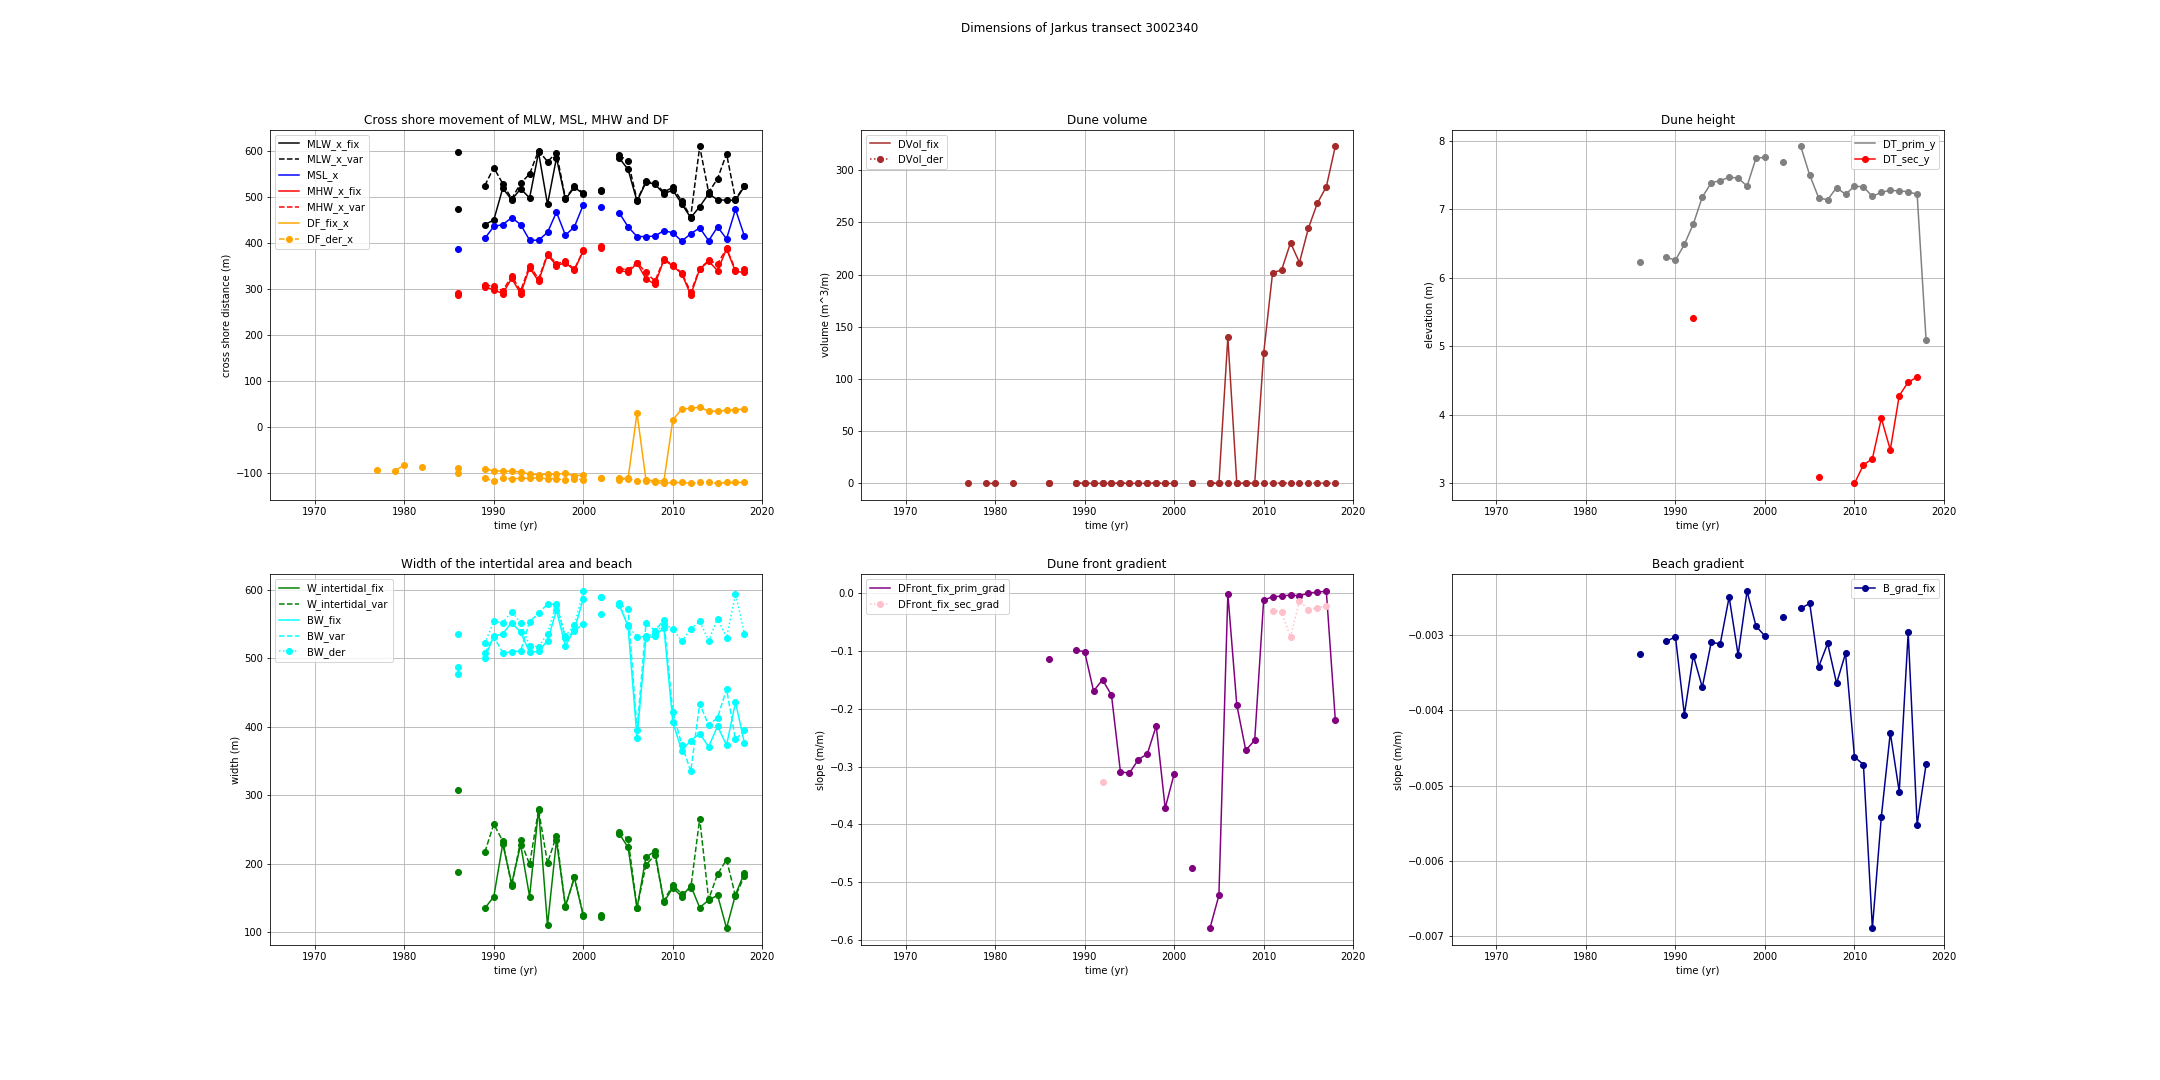 Dimensions of Jarkus transect 3002340
Cross shore movement of MLW, MSL, MHW and DF
MLW_x_fix
MLW_x_var
MSL_x
MHW_x_fix
MHW_x_var
DF_fix_x
DF_der_x
600
500
400
300
200
100
0
−100
cross shore distance (m)
1970 1980 1990 2000 2010 2020
time (yr)
Dune volume
DVol_fix
DVol_der
300
250
200
150
100
50
0
volume (m^3/m)
1970 1980 1990 2000 2010 2020
time (yr)
Dune height
DT_prim_y
DT_sec_y
8
7
6
5
4
3
elevation (m)
1970 1980 1990 2000 2010 2020
time (yr)
Width of the intertidal area and beach
W_intertidal_fix
W_intertidal_var
BW_fix
BW_var
BW_der
600
500
400
300
200
100
width (m)
1970 1980 1990 2000 2010 2020
time (yr)
Dune front gradient
DFront_fix_prim_grad
DFront_fix_sec_grad
0.0
−0.1
−0.2
−0.3
−0.4
−0.5
−0.6
slope (m/m)
1970 1980 1990 2000 2010 2020
time (yr)
Beach gradient
B_grad_fix
−0.003
−0.004
−0.005
−0.006
−0.007
slope (m/m)
1970 1980 1990 2000 2010 2020
time (yr)